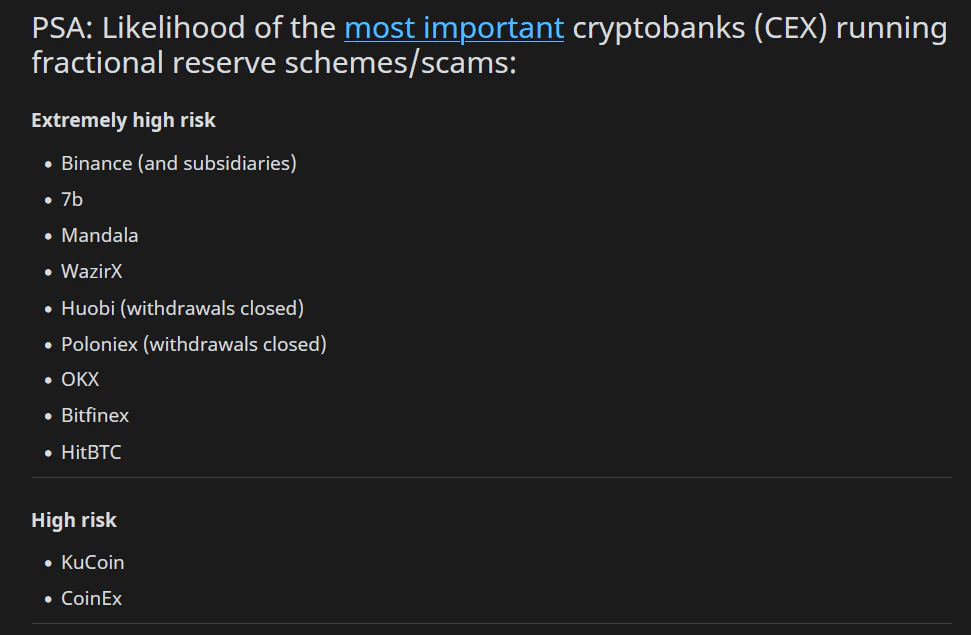 PSA: Likelihood of the most important cryptobanks (CEX) running
fractional reserve schemes/scams:
Extremely high risk
• Binance (and subsidiaries)
• 7b
• Mandala
• WazirX
• Huobi (withdrawals closed)
• Poloniex (withdrawals closed)
• OKX
• Bitfinex
• HitBTC
High risk
• KuCoin
• CoinEx